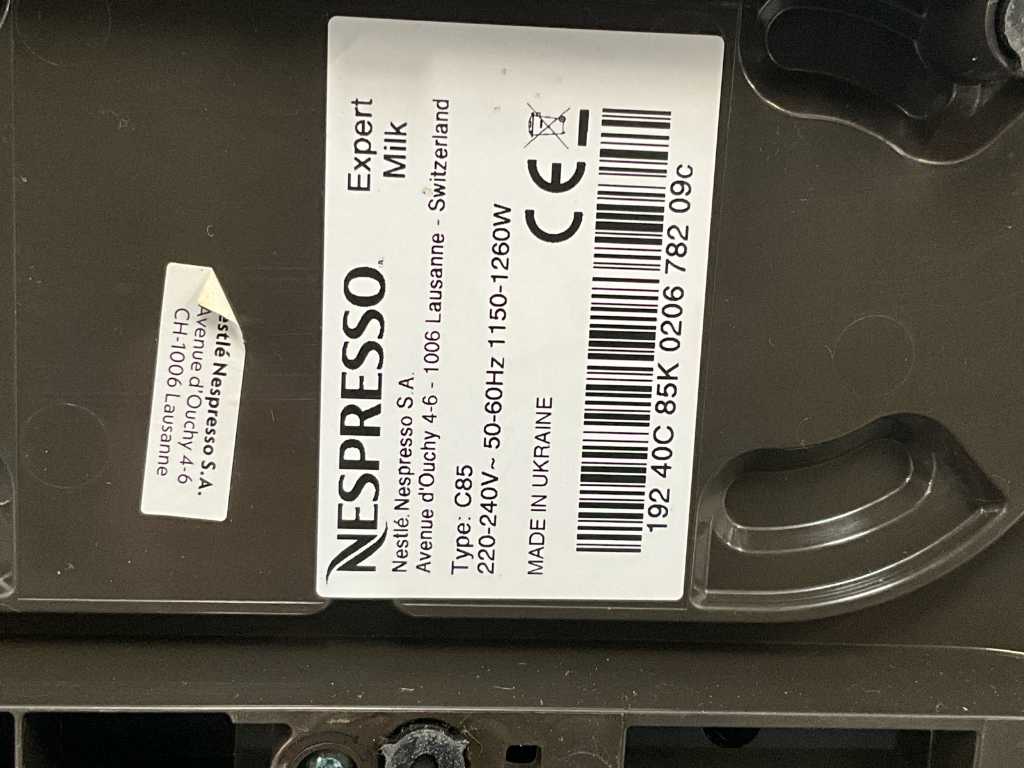 NESPRESSO
Expert
Milk
Nestlé Nespresso S.A.
Avenue d'Ouchy 4-6 - 1006 Lausanne - Switzerland
Type: C85
220-240V~ 50-60Hz 1150-1260W
MADE IN UKRAINE
CE
192 40C 85K 0206 782 09c
estlé Nespresso S.A.
Avenue d'Ouchy 4-6
CH-1006 Lausanne